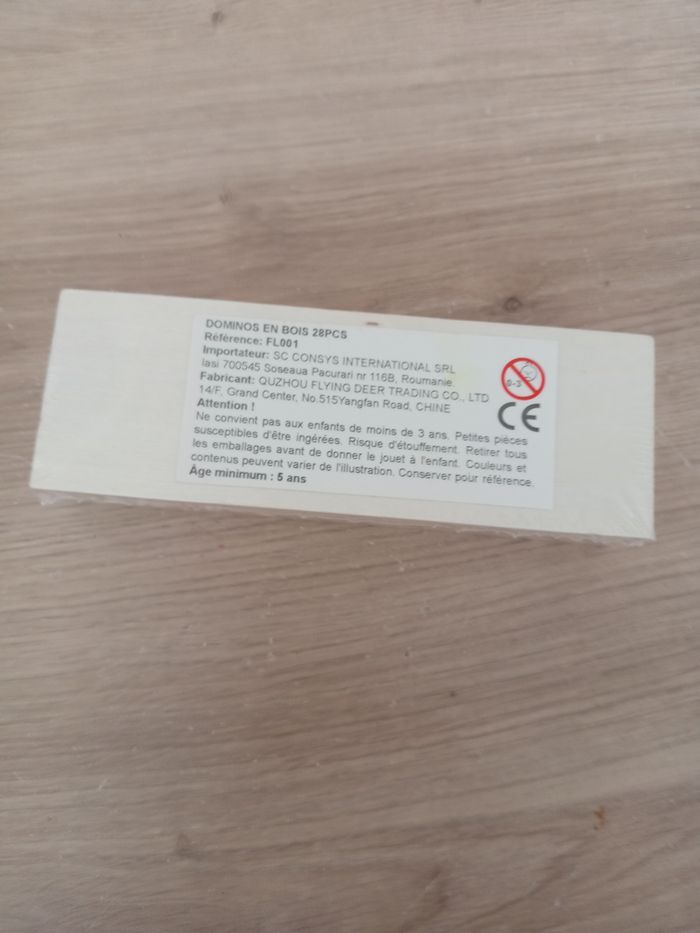 DOMINOS EN BOIS 28PCS
Référence: FL001
Importateur: SC CONSYS INTERNATIONAL SRL
Iasi 700545 Soseaua Pacurari nr 116B, Roumanie.
Fabricant: QUZHOU FLYING DEER TRADING CO., LTD
14/F, Grand Center, No.515Yangfan Road, CHINE
Attention !
Ne convient pas aux enfants de moins de 3 ans. Petites pièces
susceptibles d'être ingérées. Risque d'étouffement. Retirer tous
les emballages avant de donner le jouet à l'enfant. Couleurs et
contenus peuvent varier de l'illustration. Conserver pour référence.
Âge minimum : 5 ans
0-3
CE